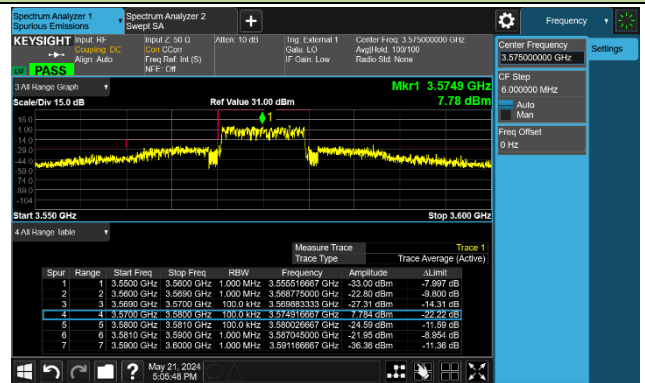 Spectrum Analyzer 1
Spurious Emissions
Spectrum Analyzer 2
Swept SA
Frequency
KEYSIGHT
Input: RF
Coupling: DC
Align: Auto
Input Z: 50 Ω
Corr CCorr
Freq Ref: Int (S)
NFE: Off
Atten: 10 dB
Trig: External 1
Gate: LO
IF Gain: Low
Center Freq: 3.575000000 GHz
Avg|Hold: 100/100
Radio Std: None
PASS
Center Frequency
3.575000000 GHz
Settings
CF Step
6.000000 MHz
Auto
Man
Freq Offset
0 Hz
3 All Range Graph
Mkr1 3.5749 GHz
Scale/Div 15.0 dB
Ref Value 31.00 dBm
7.78 dBm
1
16.0
1.00
-14.0
-29.0
-44.0
-59.0
-74.0
-89.0
-104
Start 3.550 GHz
Stop 3.600 GHz
4 All Range Table
Measure Trace Trace 1
Trace Type Trace Average (Active)
Spur Range Start Freq Stop Freq RBW Frequency Amplitude ΔLimit
1 1 3.5500 GHz 3.5600 GHz 1.000 MHz 3.555516667 GHz -33.00 dBm -7.997 dB
2 2 3.5600 GHz 3.5690 GHz 1.000 MHz 3.568775000 GHz -22.80 dBm -9.800 dB
3 3 3.5690 GHz 3.5700 GHz 100.0 kHz 3.569883333 GHz -27.31 dBm -14.31 dB
4 4 3.5700 GHz 3.5800 GHz 100.0 kHz 3.574916667 GHz 7.784 dBm -22.22 dB
5 5 3.5800 GHz 3.5810 GHz 100.0 kHz 3.580026667 GHz -24.59 dBm -11.59 dB
6 6 3.5810 GHz 3.5900 GHz 1.000 MHz 3.587045000 GHz -21.95 dBm -8.954 dB
7 7 3.5900 GHz 3.6000 GHz 1.000 MHz 3.591166667 GHz -36.36 dBm -11.36 dB
May 21, 2024
5:05:48 PM